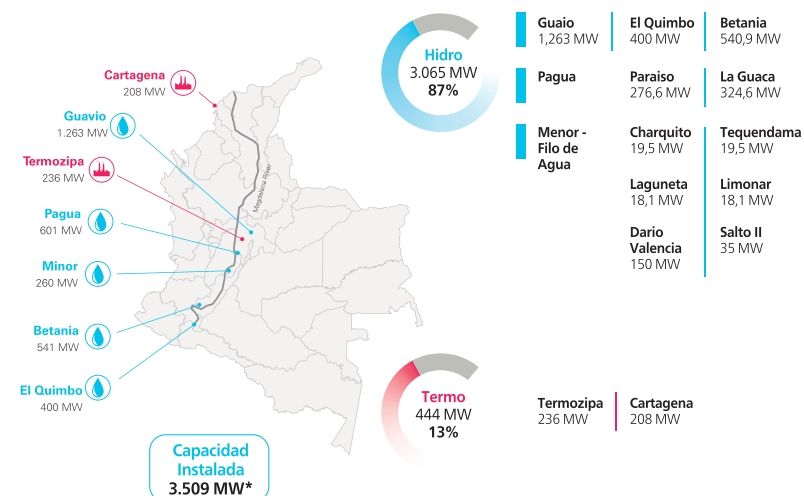 Cartagena
208 MW
Guavio
1.263 MW
Termozipa
236 MW
Pagua
601 MW
Minor
260 MW
Betania
541 MW
El Quimbo
400 MW
Magdalena River
Capacidad
Instalada
3.509 MW*
Hidro
3.065 MW
87%
Guaio
1,263 MW
El Quimbo
400 MW
Betania
540,9 MW
Pagua
Paraiso
276,6 MW
La Guaca
324,6 MW
Menor -
Filo de
Agua
Charquito
19,5 MW
Tequendama
19,5 MW
Laguneta
18,1 MW
Limonar
18,1 MW
Dario
Valencia
150 MW
Salto II
35 MW
Termo
444 MW
13%
Termozipa
236 MW
Cartagena
208 MW